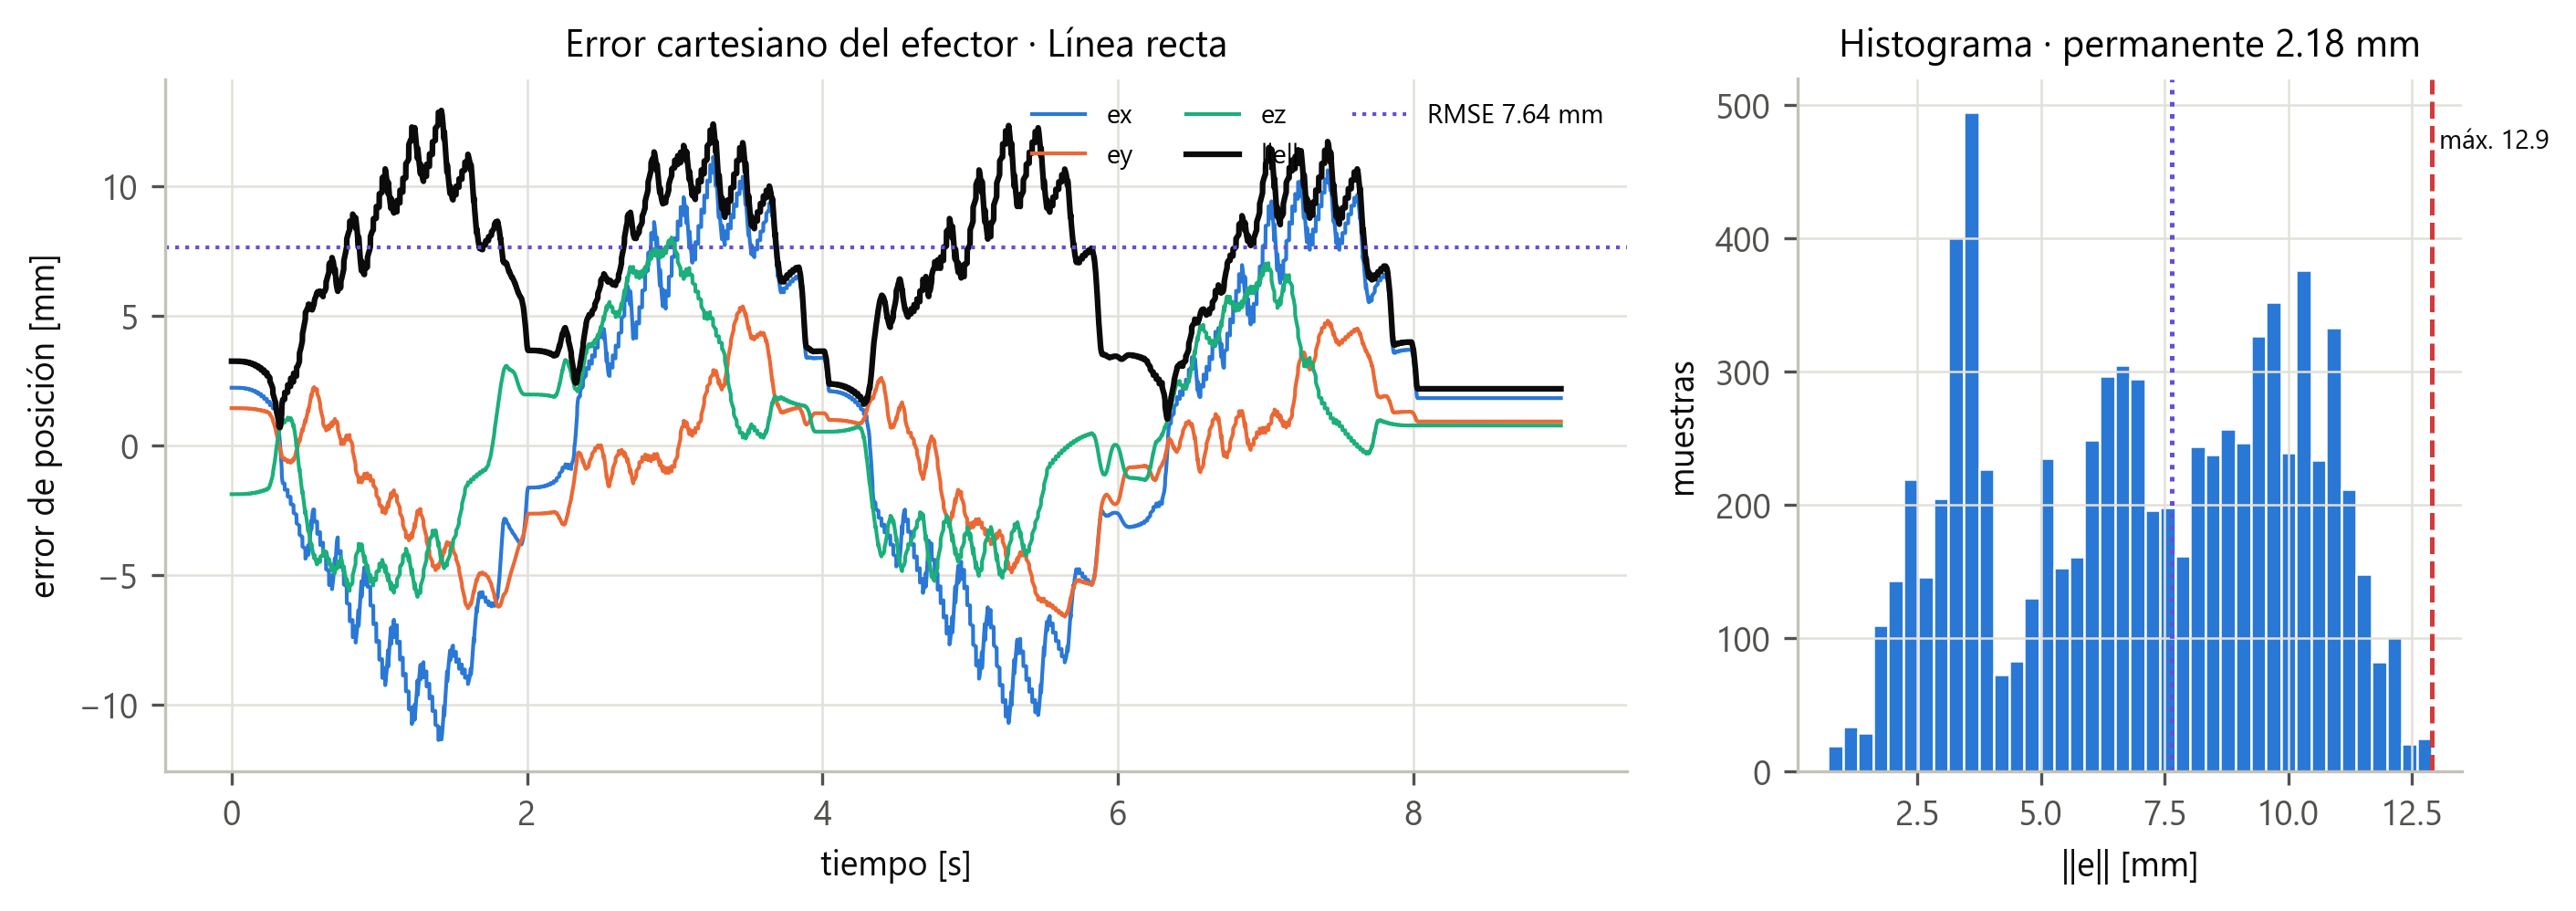 Error cartesiano del efector · Línea recta
ex
ez
RMSE 7.64 mm
ey
||e||
10
5
0
−5
−10
error de posición [mm]
0
2
4
6
8
tiempo [s]
Histograma · permanente 2.18 mm
máx. 12.9
500
400
300
200
100
0
muestras
2.5
5.0
7.5
10.0
12.5
||e|| [mm]